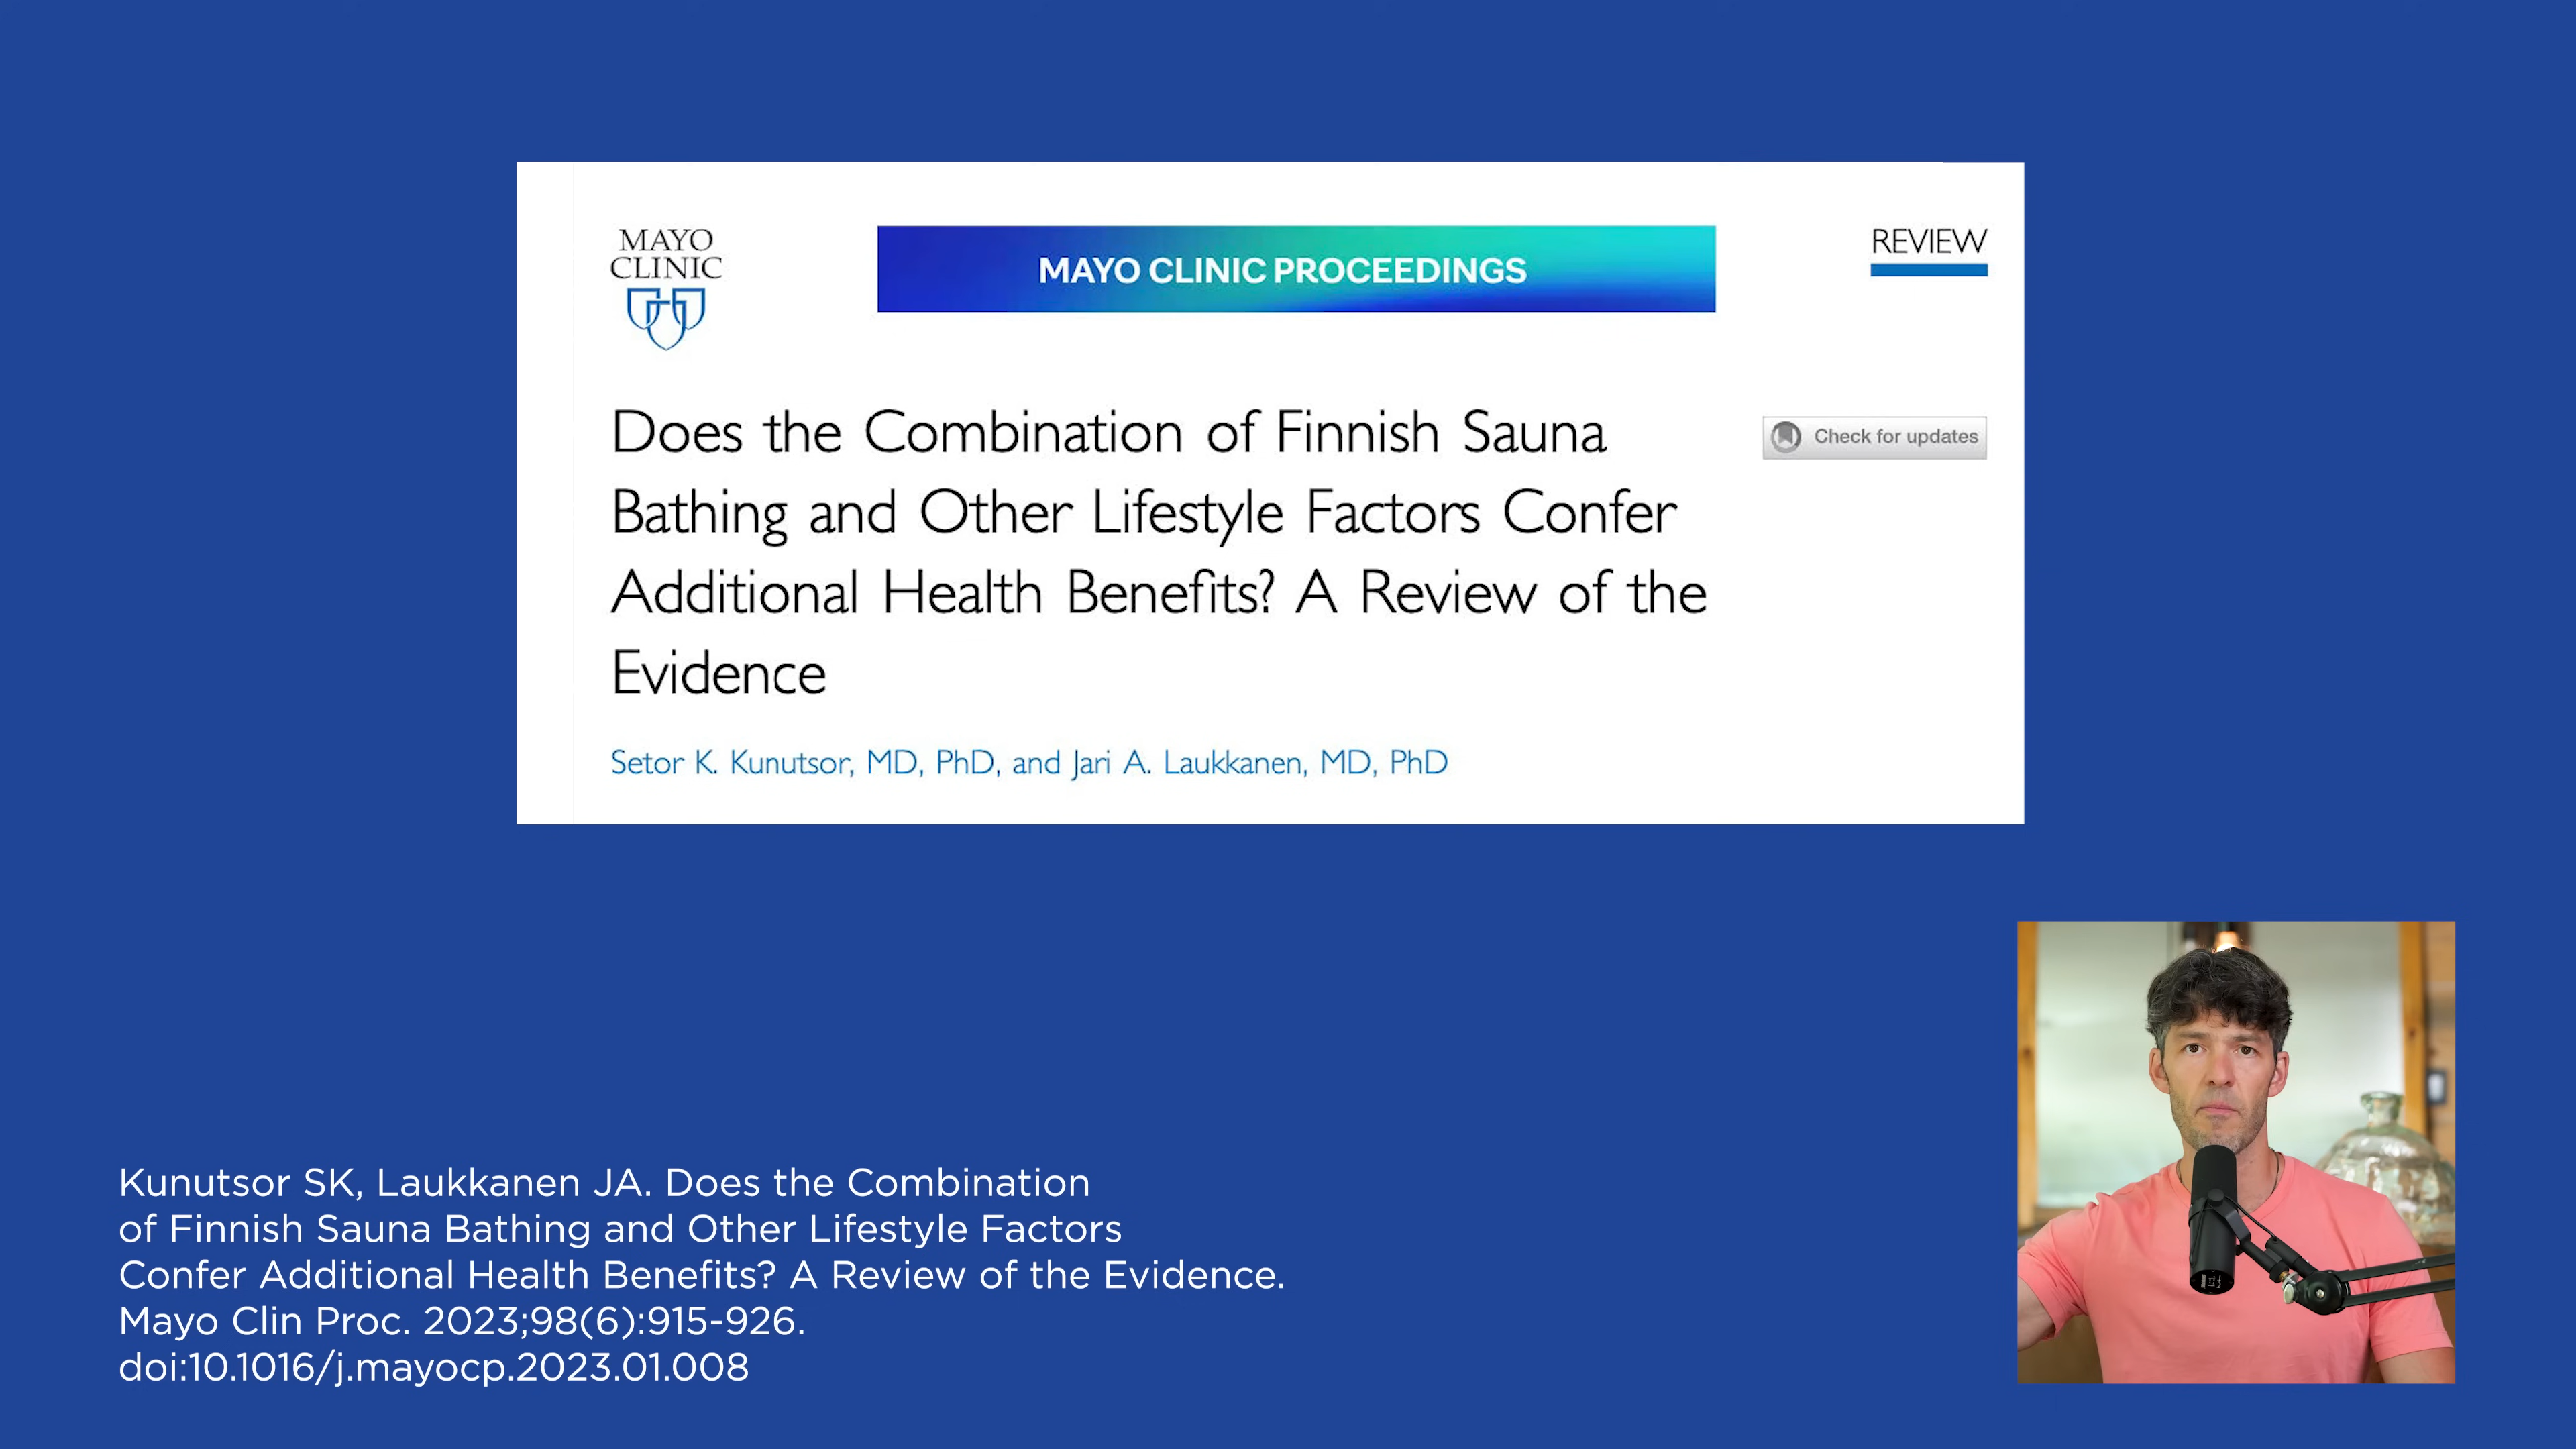 MAYO
CLINIC
MAYO CLINIC PROCEEDINGS
REVIEW
Does the Combination of Finnish Sauna
Bathing and Other Lifestyle Factors Confer
Additional Health Benefits? A Review of the
Evidence
Check for updates
Setor K. Kunutsor, MD, PhD, and Jari A. Laukkanen, MD, PhD
Kunutsor SK, Laukkanen JA. Does the Combination
of Finnish Sauna Bathing and Other Lifestyle Factors
Confer Additional Health Benefits? A Review of the Evidence.
Mayo Clin Proc. 2023;98(6):915-926.
doi:10.1016/j.mayocp.2023.01.008